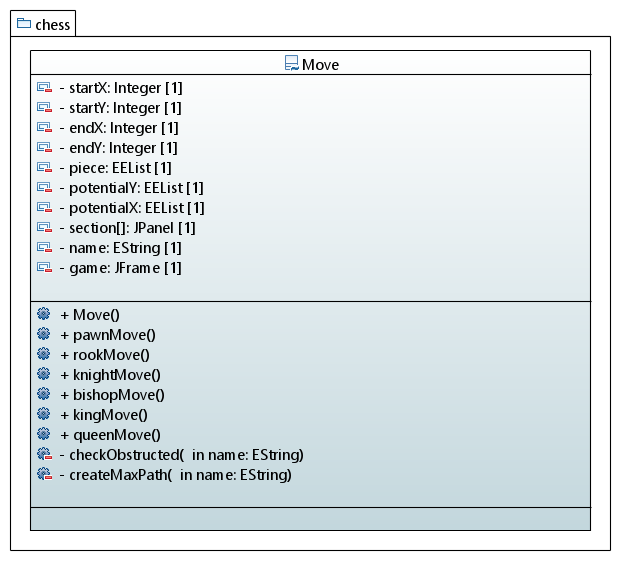 chess
Move
- startX: Integer [1]
- startY: Integer [1]
- endX: Integer [1]
- endY: Integer [1]
- piece: EEList [1]
- potentialY: EEList [1]
- potentialX: EEList [1]
- section[]: JPanel [1]
- name: EString [1]
- game: JFrame [1]
+ Move()
+ pawnMove()
+ rookMove()
+ knightMove()
+ bishopMove()
+ kingMove()
+ queenMove()
- checkObstructed(  in name: EString)
- createMaxPath(  in name: EString)